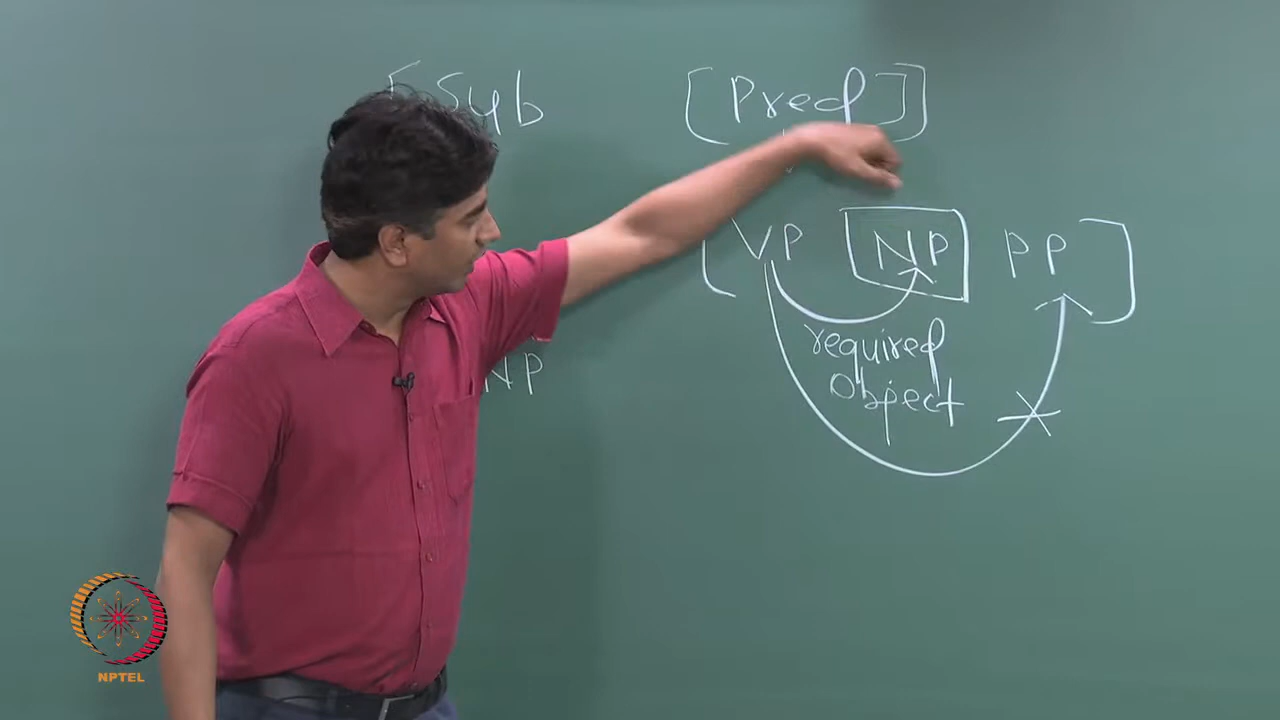 [ Sub [Pred]]
[VP NP PP]
required
NP object
NPTEL